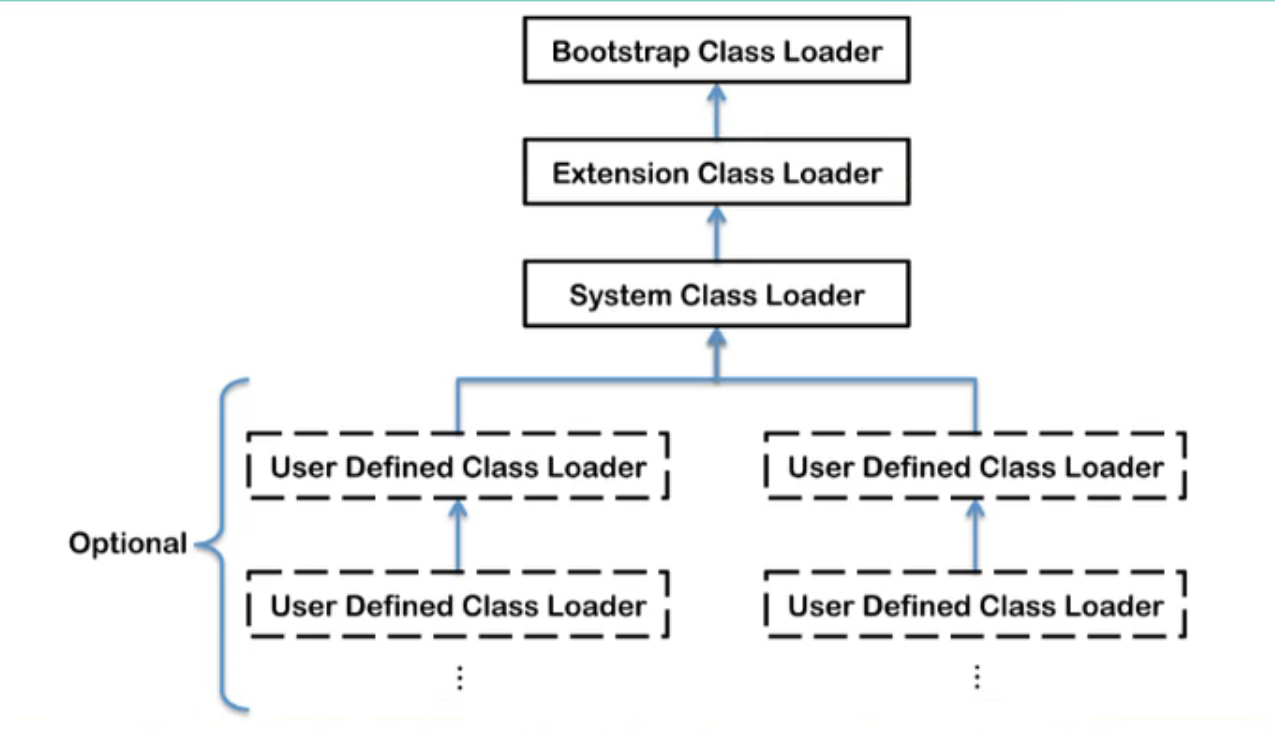 Bootstrap Class Loader
Extension Class Loader
System Class Loader
User Defined Class Loader
User Defined Class Loader
Optional
User Defined Class Loader
User Defined Class Loader
⋮
⋮